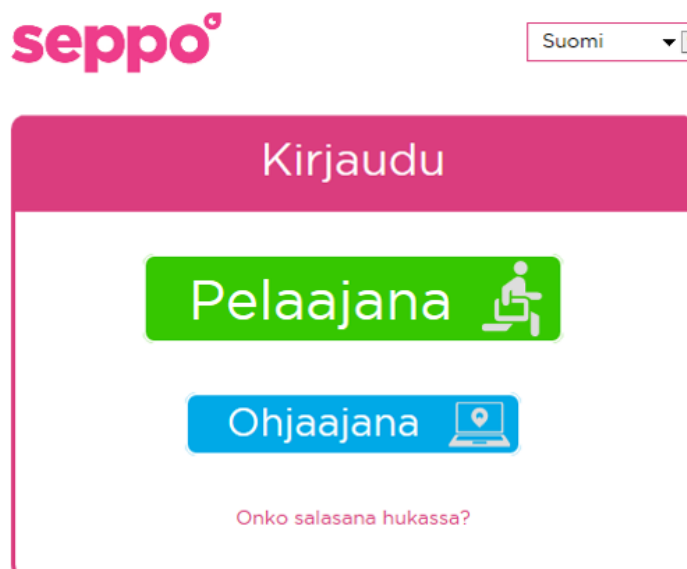 seppo
Suomi
Kirjaudu
Pelaajana
Ohjaajana
Onko salasana hukassa?